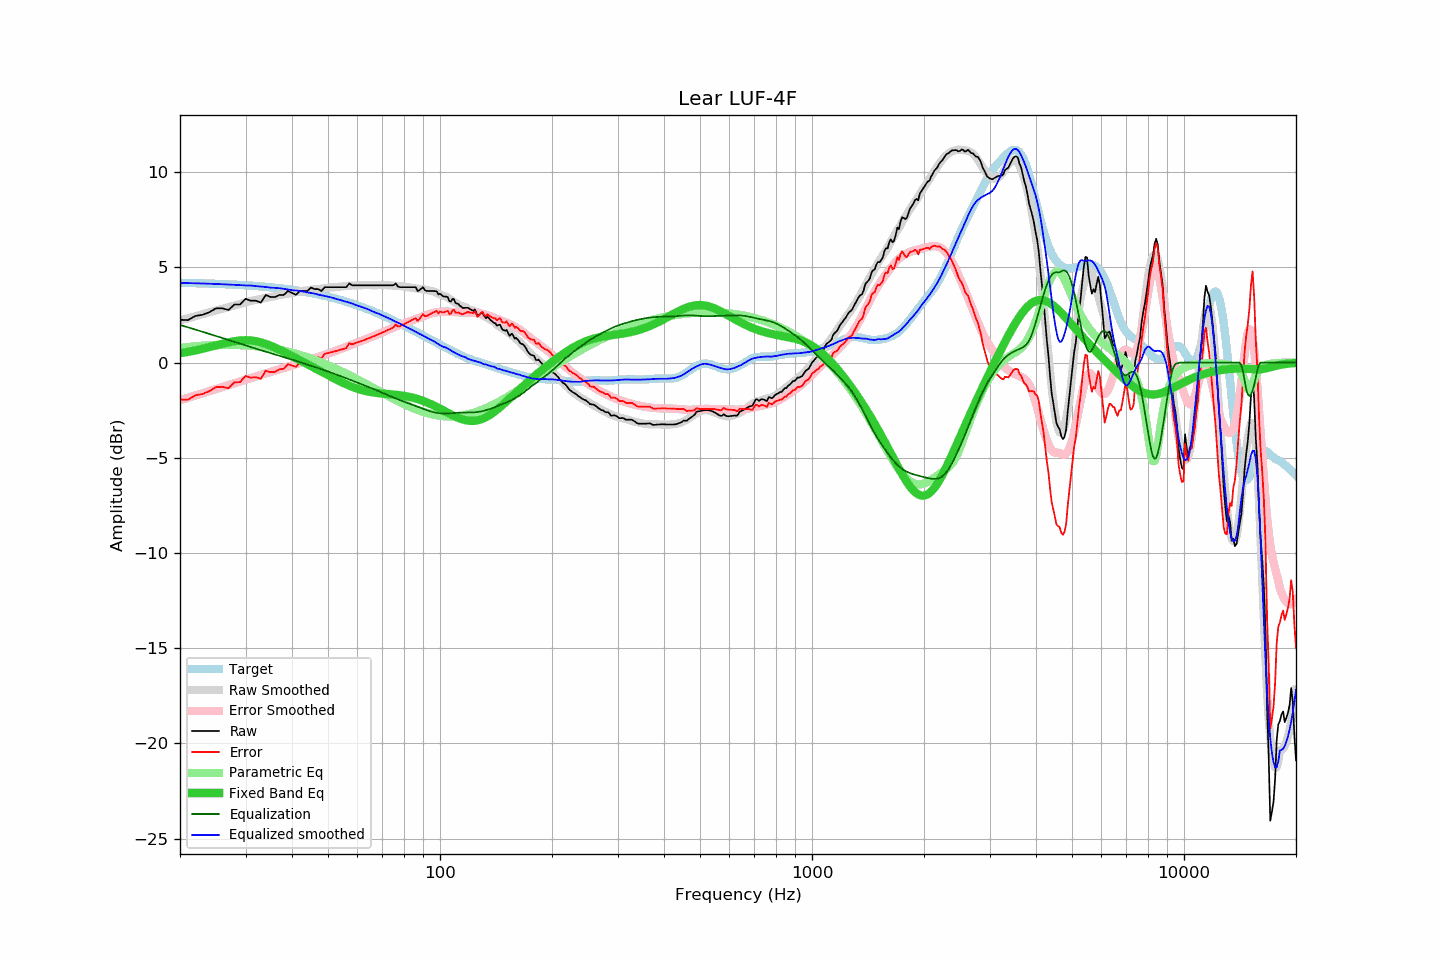 Lear LUF-4F
10
5
0
−5
−10
−15
−20
−25
Amplitude (dBr)
Target
Raw Smoothed
Error Smoothed
Raw
Error
Parametric Eq
Fixed Band Eq
Equalization
Equalized smoothed
100
1000
10000
Frequency (Hz)